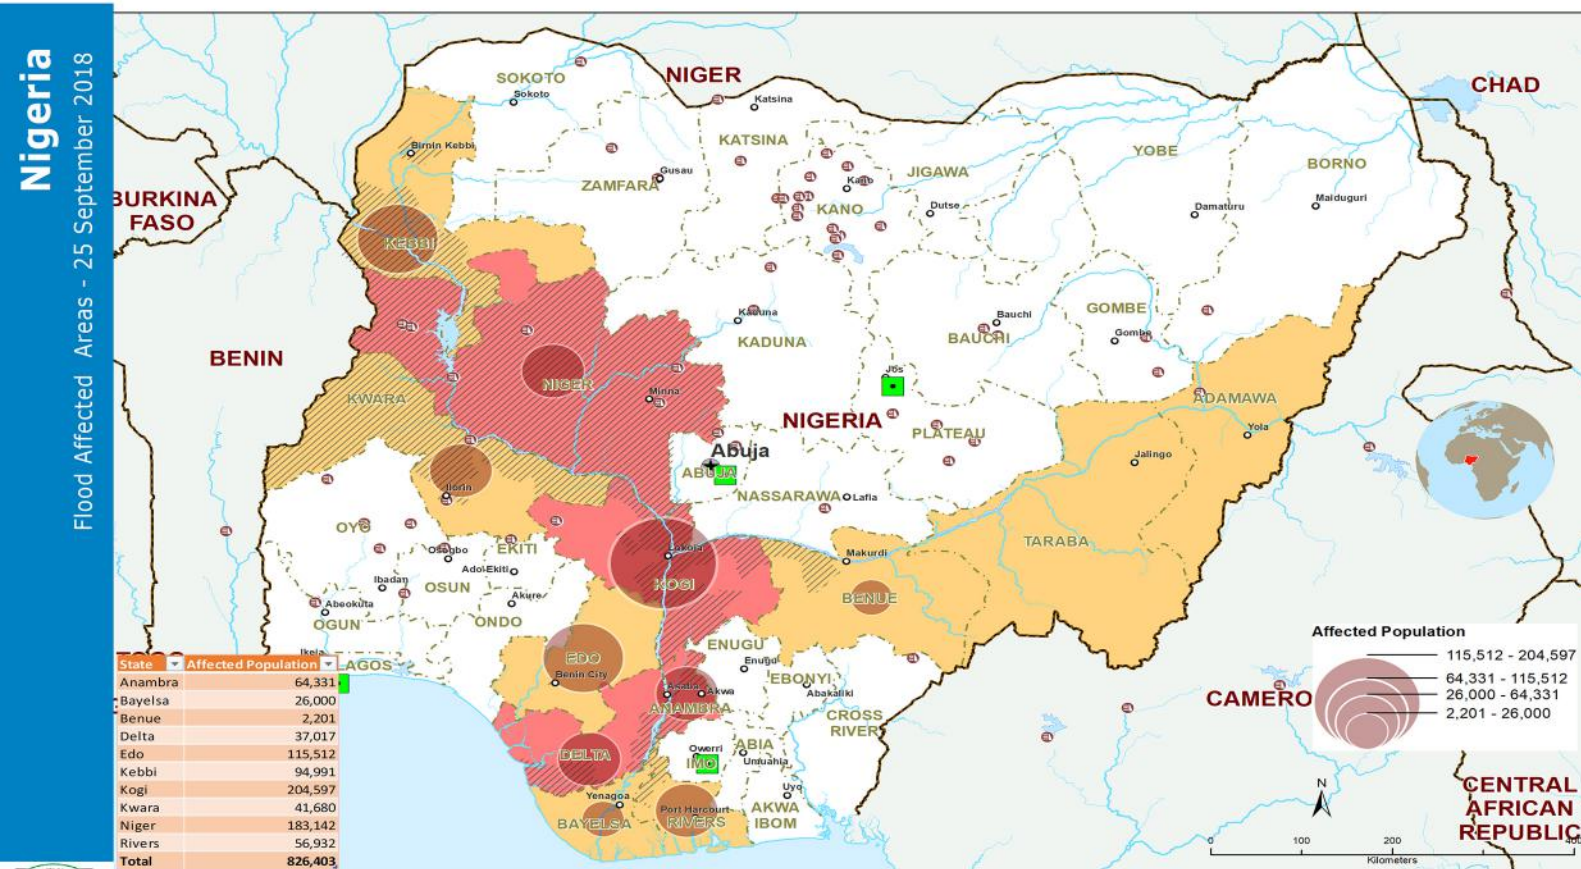 Nigeria
Flood Affected Areas - 25 September 2018
NIGER
CHAD
BURKINA
FASO
BENIN
NIGERIA
CENTRAL
AFRICAN
REPUBLIC
SOKOTO
Sokoto
Katsina
KATSINA
Birnin Kebbi
ZAMFARA
Gusau
Kano
KANO
JIGAWA
Dutse
YOBE
Damaturu
BORNO
Maiduguri
KEBBI
NIGER
Minna
Kaduna
KADUNA
Bauchi
BAUCHI
GOMBE
Gombe
Jos
PLATEAU
ADAMAWA
Yola
Jalingo
TARABA
KWARA
Ilorin
Abuja
ABUJA
NASSARAWA
Lafia
OYO
Osogbo
EKITI
Ado-Ekiti
Ibadan
OSUN
Akure
Abeokuta
OGUN
ONDO
Ikeja
LAGOS
Lokoja
KOGI
Makurdi
BENUE
EDO
Benin City
ENUGU
Enugu
EBONYI
Abakaliki
Asaba
Akwa
ANAMBRA
CROSS
RIVER
DELTA
Owerri
IMO
ABIA
Umuahia
Uyo
AKWA
IBOM
Yenagoa
BAYELSA
Port Harcourt
RIVERS
CAMERO
Affected Population
115,512 - 204,597
64,331 - 115,512
26,000 - 64,331
2,201 - 26,000
N
0 100 200
Kilometers
State Affected Population
Anambra 64,331
Bayelsa 26,000
Benue 2,201
Delta 37,017
Edo 115,512
Kebbi 94,991
Kogi 204,597
Kwara 41,680
Niger 183,142
Rivers 56,932
Total 826,403